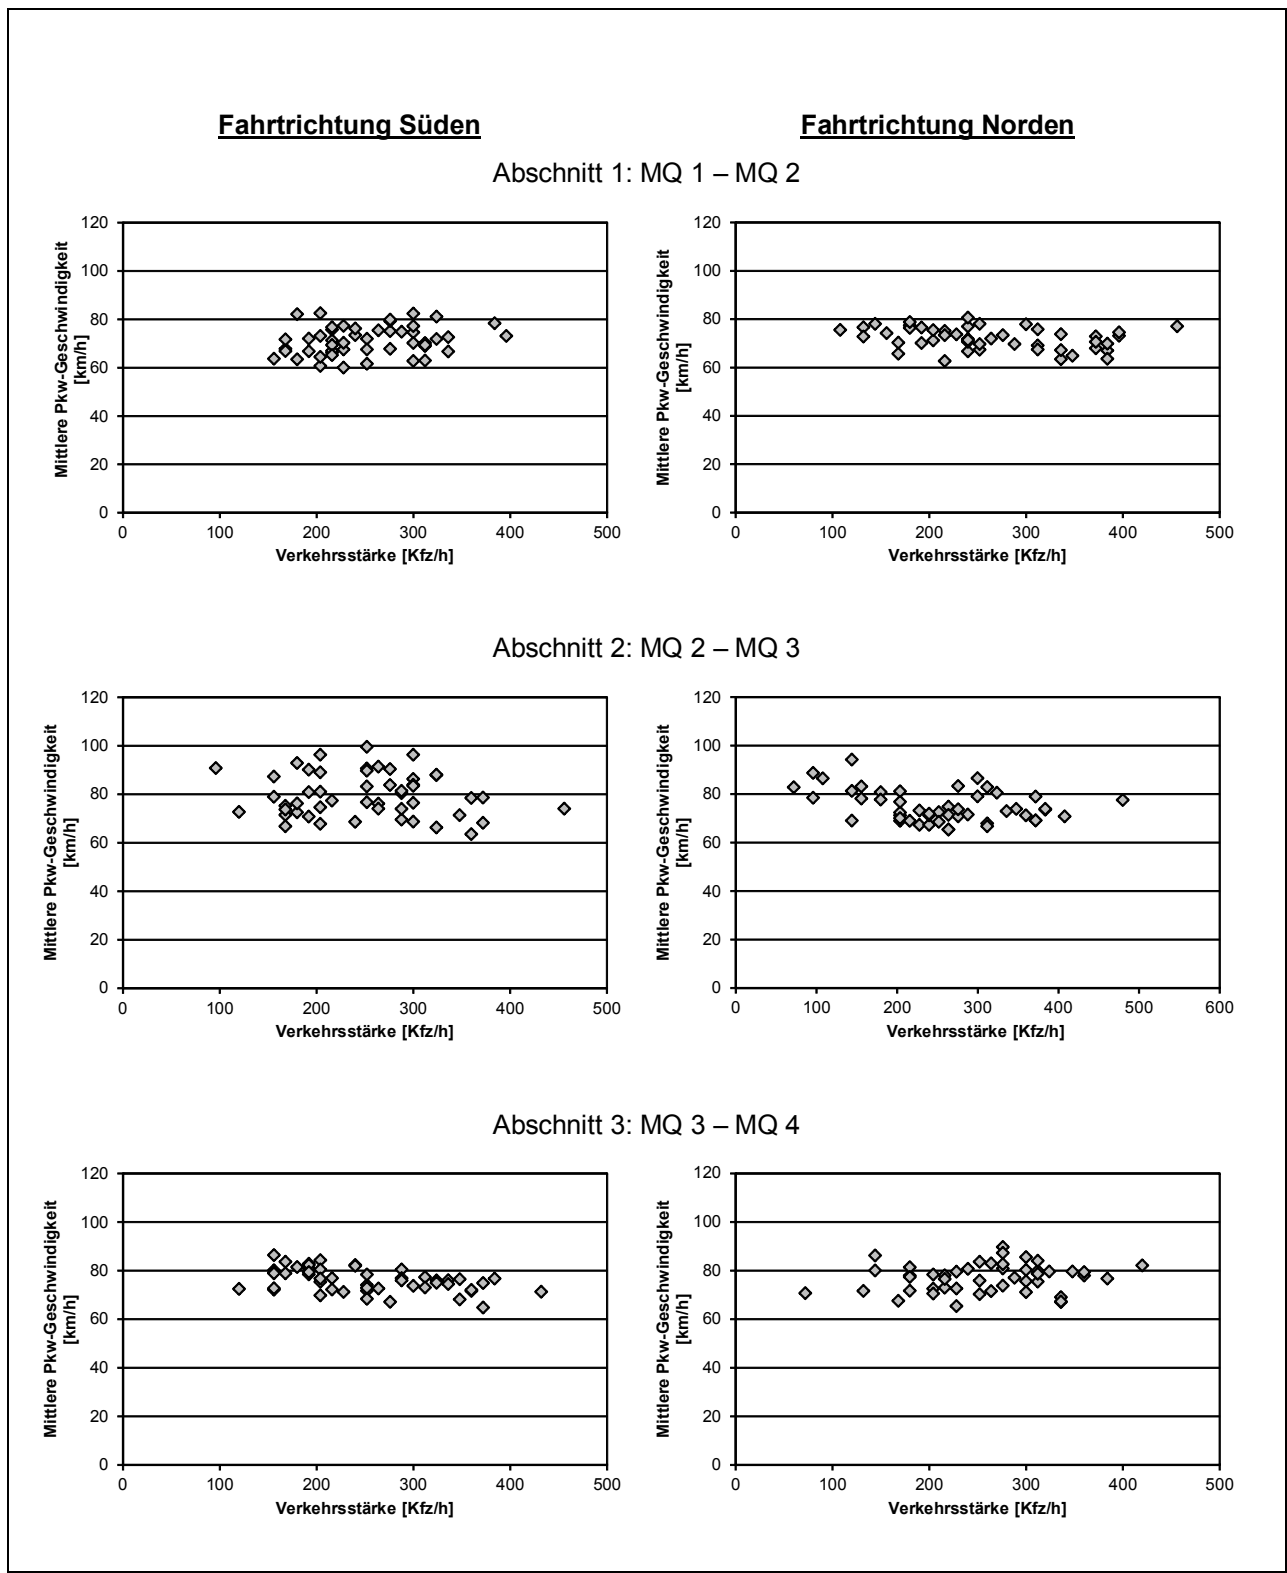 Fahrtrichtung Süden
Fahrtrichtung Norden
Abschnitt 1: MQ 1 – MQ 2
Mittlere Pkw-Geschwindigkeit
[km/h]
120
100
80
60
40
20
0
0 100 200 300 400 500
Verkehrsstärke [Kfz/h]
Mittlere Pkw-Geschwindigkeit
[km/h]
120
100
80
60
40
20
0
0 100 200 300 400 500
Verkehrsstärke [Kfz/h]
Abschnitt 2: MQ 2 – MQ 3
Mittlere Pkw-Geschwindigkeit
[km/h]
120
100
80
60
40
20
0
0 100 200 300 400 500
Verkehrsstärke [Kfz/h]
Mittlere Pkw-Geschwindigkeit
[km/h]
120
100
80
60
40
20
0
0 100 200 300 400 500 600
Verkehrsstärke [Kfz/h]
Abschnitt 3: MQ 3 – MQ 4
Mittlere Pkw-Geschwindigkeit
[km/h]
120
100
80
60
40
20
0
0 100 200 300 400 500
Verkehrsstärke [Kfz/h]
Mittlere Pkw-Geschwindigkeit
[km/h]
120
100
80
60
40
20
0
0 100 200 300 400 500
Verkehrsstärke [Kfz/h]